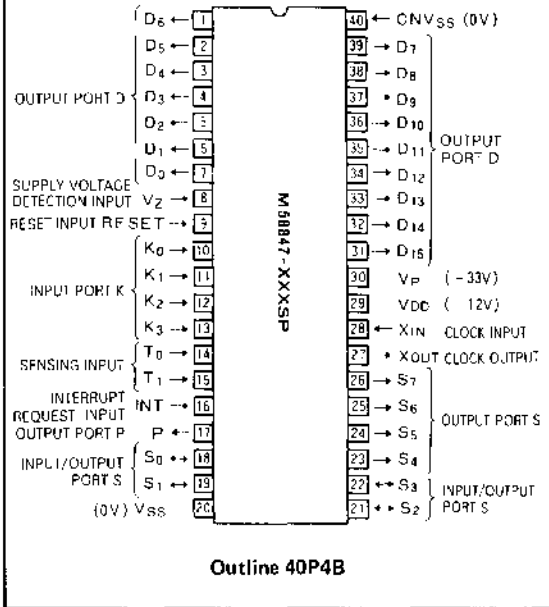 D6 ← 1
D5 ← 2
D4 ← 3
OUTPUT PORT D D3 ← 4
D2 ← 5
D1 ← 6
D0 ← 7
SUPPLY VOLTAGE
DETECTION INPUT VZ → 8
RESET INPUT RESET → 9
K0 → 10
K1 → 11
INPUT PORT K K2 → 12
K3 → 13
SENSING INPUT T0 → 14
T1 → 15
INTERRUPT
REQUEST INPUT INT → 16
OUTPUT PORT P P ← 17
INPUT/OUTPUT S0 ↔ 18
PORT S S1 ↔ 19
(0V) VSS 20
M58847-XXXSP
40 ← CNVSS (0V)
39 → D7
38 → D8
37 → D9
36 → D10
35 → D11 OUTPUT
PORT D
34 → D12
33 → D13
32 → D14
31 → D15
30 VP (-33V)
29 VDD ( 12V)
28 ← XIN CLOCK INPUT
27 → XOUT CLOCK OUTPUT
26 → S7
25 → S6
OUTPUT PORT S
24 → S5
23 → S4
22 ↔ S3 INPUT/OUTPUT
21 ↔ S2 PORT S
Outline 40P4B